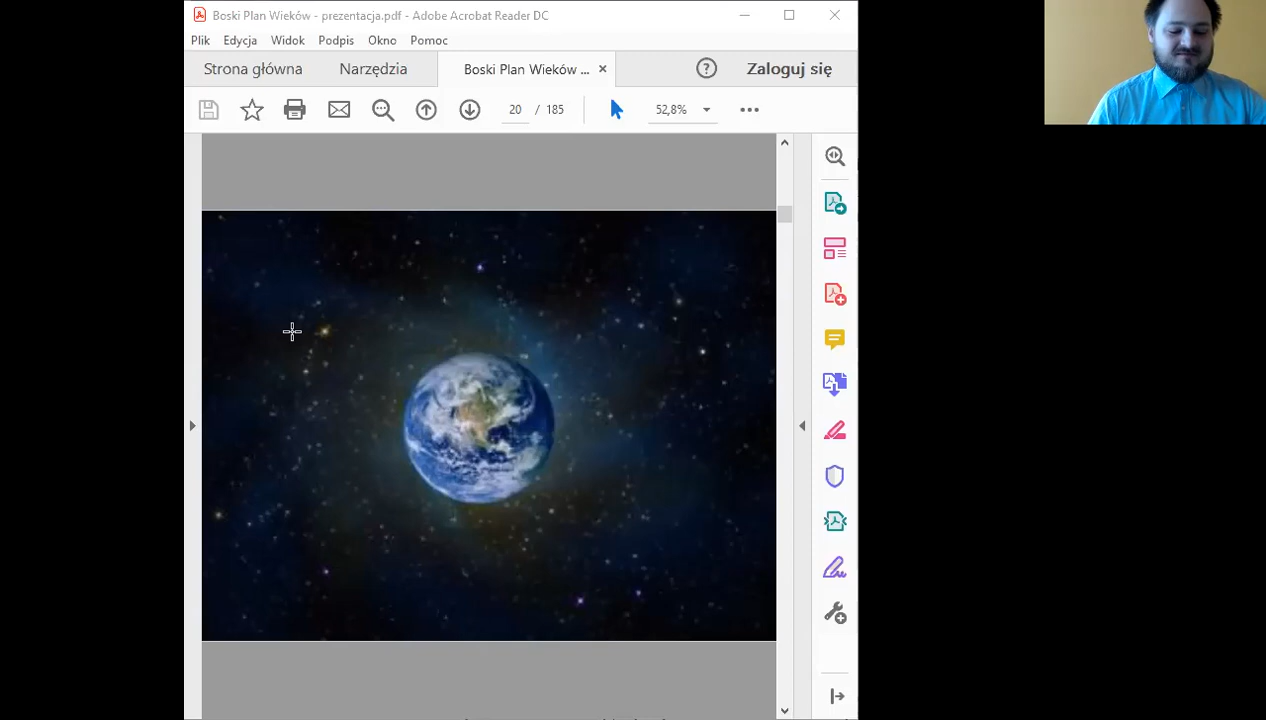 Boski Plan Wieków - prezentacja.pdf - Adobe Acrobat Reader DC
Plik Edycja Widok Podpis Okno Pomoc
Strona główna Narzędzia Boski Plan Wieków ... × ? Zaloguj się
20 / 185 52,8%